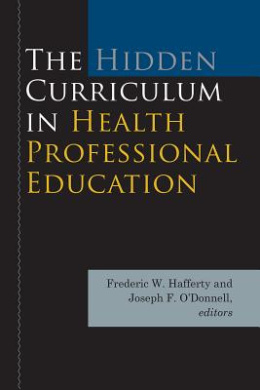 THE HIDDEN
CURRICULUM
IN HEALTH
PROFESSIONAL
EDUCATION
Frederic W. Hafferty and
Joseph F. O'Donnell,
editors